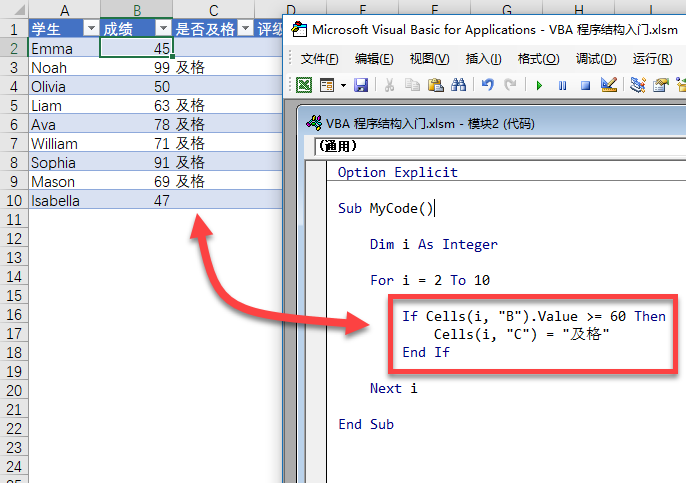 A B C D E F G H I
1 学生 成绩 是否及格 评级
2 Emma 45
3 Noah 99 及格
4 Olivia 50
5 Liam 63 及格
6 Ava 78 及格
7 William 71 及格
8 Sophia 91 及格
9 Mason 69 及格
10 Isabella 47
11
12
13
14
15
16
17
18
19
20
21
22
23
24
25
Microsoft Visual Basic for Applications - VBA 程序结构入门.xlsm
文件(F) 编辑(E) 视图(V) 插入(I) 格式(O) 调试(D) 运行(R)
VBA 程序结构入门.xlsm - 模块2 (代码)
(通用)
Option Explicit
Sub MyCode()
Dim i As Integer
For i = 2 To 10
If Cells(i, "B").Value >= 60 Then
Cells(i, "C") = "及格"
End If
Next i
End Sub